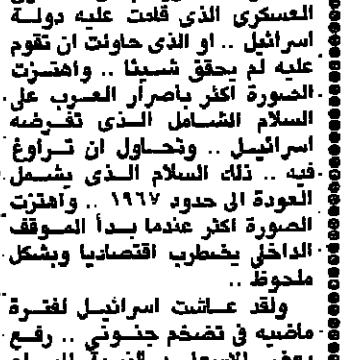 العسكرى الذى قامت عليه دولة
اسرائيل .. او الذى حاولت ان تقوم
عليه لم يحقق شيئا .. واهتزت
الصورة اكثر باصرار العرب على
السلام الشامل الذى تفرضه
اسرائيل .. وتحاول ان تراوغ
فيه .. ذلك السلام الذى يشمل
العودة الى حدود ١٩٦٧ .. واهتزت
الصورة اكثر عندما بدأ الموقف
الداخلى يضطرب اقتصاديا وبشكل
ملحوظ ..
ولقد عاشت اسرائيل لفترة
ماضيه فى تضخم جنونى .. رفع